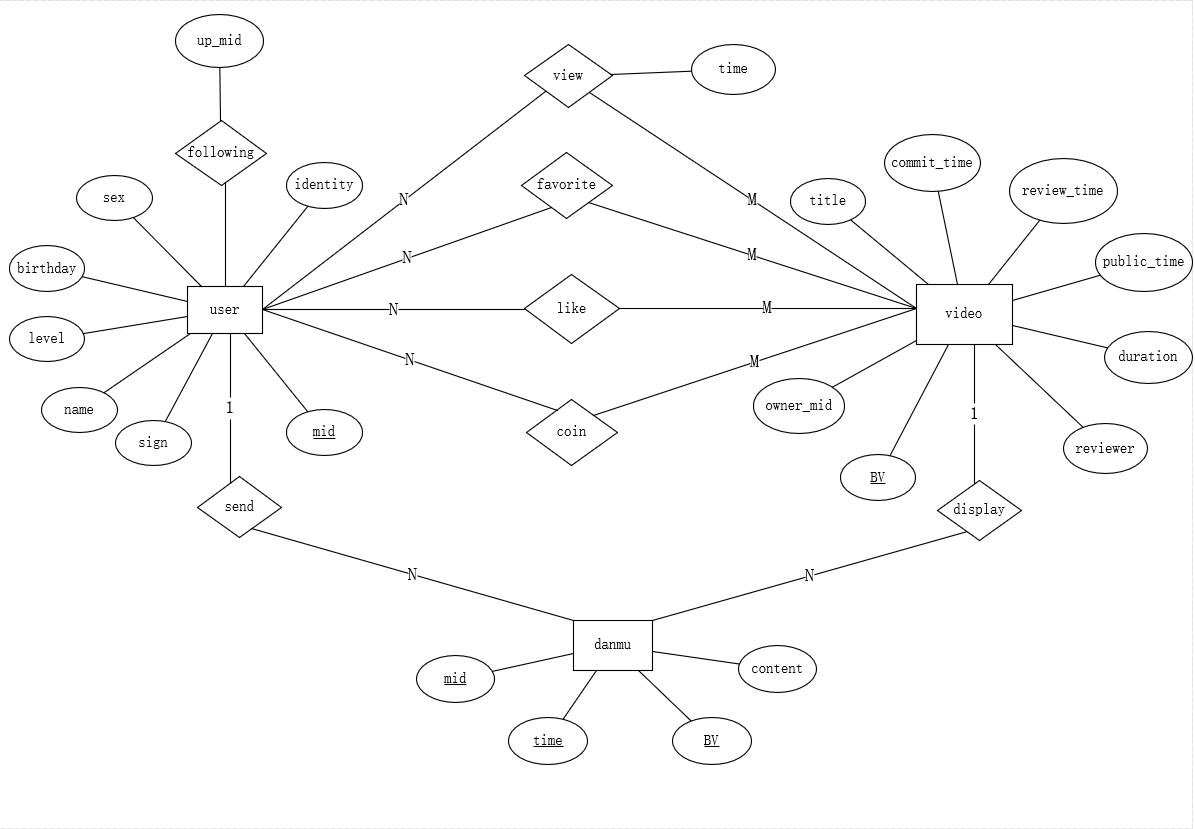 up_mid
view
time
following
sex
identity
favorite
commit_time
title
review_time
N
M
birthday
N
M
public_time
user
N
like
M
video
level
N
M
duration
name
1
owner_mid
1
sign
mid
coin
reviewer
BV
send
display
N
N
danmu
mid
content
time
BV